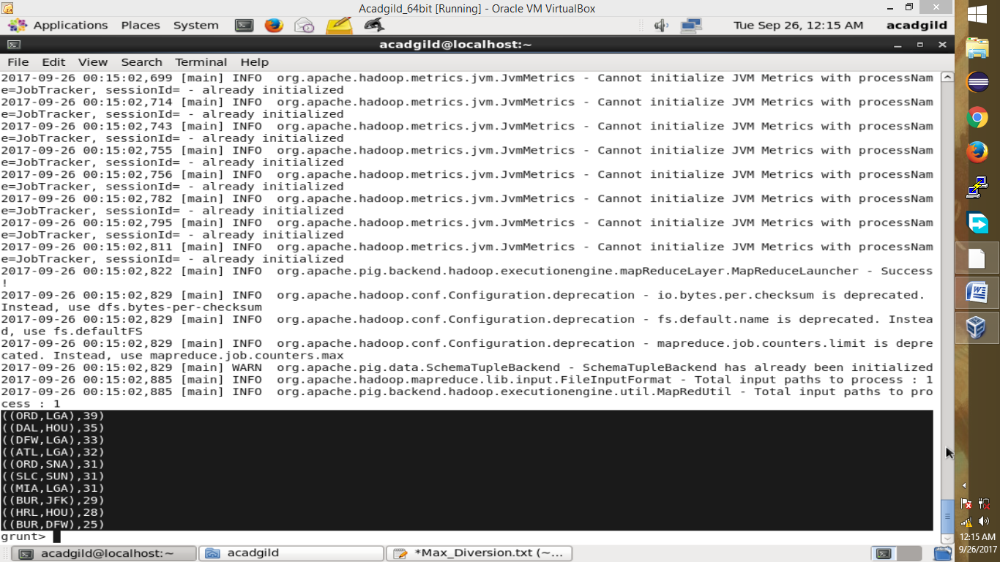 Acadgild_64bit [Running] - Oracle VM VirtualBox
Applications Places System
Tue Sep 26, 12:15 AM acadgild
acadgild@localhost:~
File Edit View Search Terminal Help
2017-09-26 00:15:02,699 [main] INFO  org.apache.hadoop.metrics.jvm.JvmMetrics - Cannot initialize JVM Metrics with processNam
e=JobTracker, sessionId= - already initialized
2017-09-26 00:15:02,714 [main] INFO  org.apache.hadoop.metrics.jvm.JvmMetrics - Cannot initialize JVM Metrics with processNam
e=JobTracker, sessionId= - already initialized
2017-09-26 00:15:02,743 [main] INFO  org.apache.hadoop.metrics.jvm.JvmMetrics - Cannot initialize JVM Metrics with processNam
e=JobTracker, sessionId= - already initialized
2017-09-26 00:15:02,755 [main] INFO  org.apache.hadoop.metrics.jvm.JvmMetrics - Cannot initialize JVM Metrics with processNam
e=JobTracker, sessionId= - already initialized
2017-09-26 00:15:02,756 [main] INFO  org.apache.hadoop.metrics.jvm.JvmMetrics - Cannot initialize JVM Metrics with processNam
e=JobTracker, sessionId= - already initialized
2017-09-26 00:15:02,782 [main] INFO  org.apache.hadoop.metrics.jvm.JvmMetrics - Cannot initialize JVM Metrics with processNam
e=JobTracker, sessionId= - already initialized
2017-09-26 00:15:02,795 [main] INFO  org.apache.hadoop.metrics.jvm.JvmMetrics - Cannot initialize JVM Metrics with processNam
e=JobTracker, sessionId= - already initialized
2017-09-26 00:15:02,811 [main] INFO  org.apache.hadoop.metrics.jvm.JvmMetrics - Cannot initialize JVM Metrics with processNam
e=JobTracker, sessionId= - already initialized
2017-09-26 00:15:02,822 [main] INFO  org.apache.pig.backend.hadoop.executionengine.mapReduceLayer.MapReduceLauncher - Success
!
2017-09-26 00:15:02,829 [main] INFO  org.apache.hadoop.conf.Configuration.deprecation - io.bytes.per.checksum is deprecated.
Instead, use dfs.bytes-per-checksum
2017-09-26 00:15:02,829 [main] INFO  org.apache.hadoop.conf.Configuration.deprecation - fs.default.name is deprecated. Instea
d, use fs.defaultFS
2017-09-26 00:15:02,829 [main] INFO  org.apache.hadoop.conf.Configuration.deprecation - mapreduce.job.counters.limit is depre
cated. Instead, use mapreduce.job.counters.max
2017-09-26 00:15:02,829 [main] WARN  org.apache.pig.data.SchemaTupleBackend - SchemaTupleBackend has already been initialized
2017-09-26 00:15:02,885 [main] INFO  org.apache.hadoop.mapreduce.lib.input.FileInputFormat - Total input paths to process : 1
2017-09-26 00:15:02,885 [main] INFO  org.apache.pig.backend.hadoop.executionengine.util.MapRedUtil - Total input paths to pro
cess : 1
((ORD,LGA),39)
((DAL,HOU),35)
((DFW,LGA),33)
((ATL,LGA),32)
((ORD,SNA),31)
((SLC,SUN),31)
((MIA,LGA),31)
((BUR,JFK),29)
((HRL,HOU),28)
((BUR,DFW),25)
grunt>
acadgild@localhost:~ acadgild *Max_Diversion.txt (~...
12:15 AM
9/26/2017